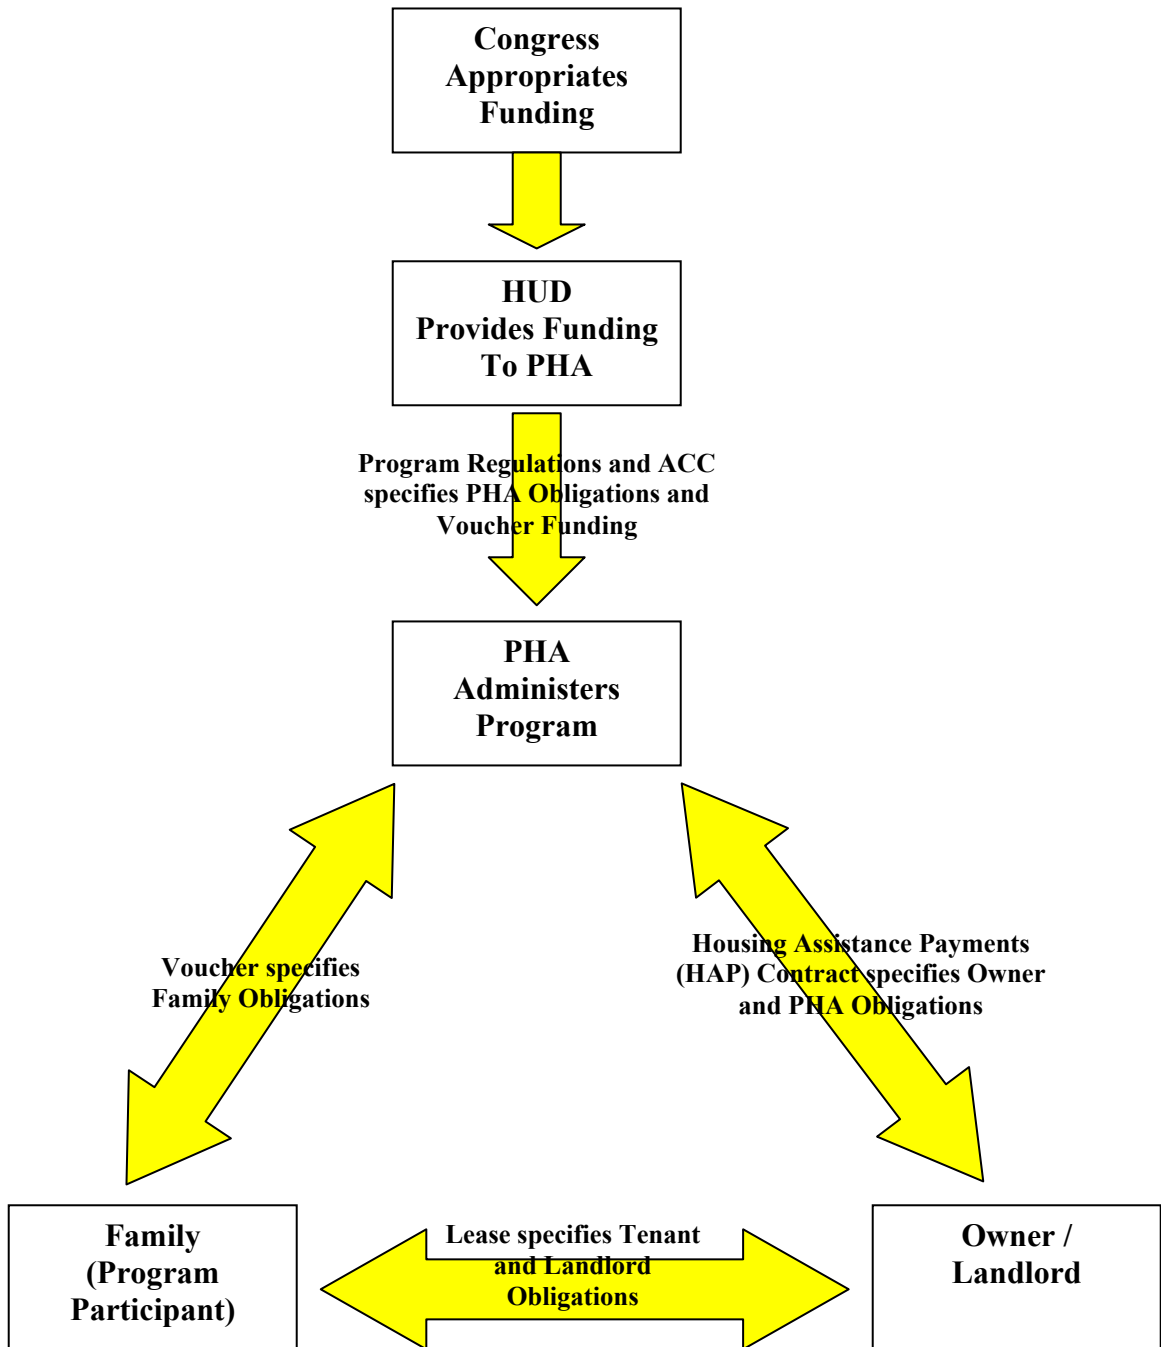 Congress
Appropriates
Funding
HUD
Provides Funding
To PHA
Program Regulations and ACC
specifies PHA Obligations and
Voucher Funding
PHA
Administers
Program
Voucher specifies
Family Obligations
Housing Assistance Payments
(HAP) Contract specifies Owner
and PHA Obligations
Family
(Program
Participant)
Lease specifies Tenant
and Landlord
Obligations
Owner /
Landlord